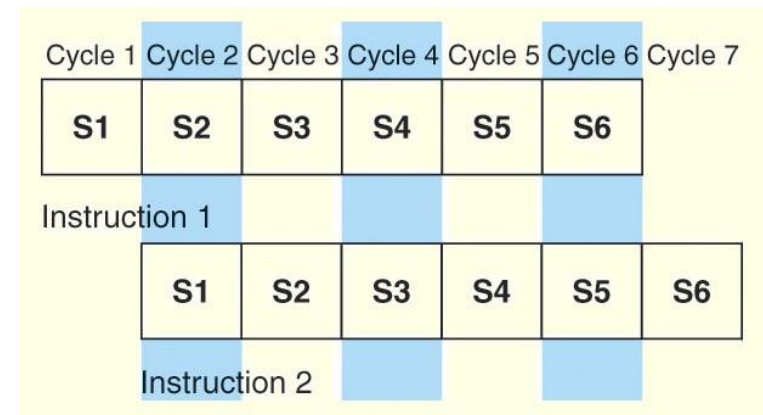 Cycle 1 Cycle 2 Cycle 3 Cycle 4 Cycle 5 Cycle 6 Cycle 7
S1 S2 S3 S4 S5 S6
Instruction 1
S1 S2 S3 S4 S5 S6
Instruction 2